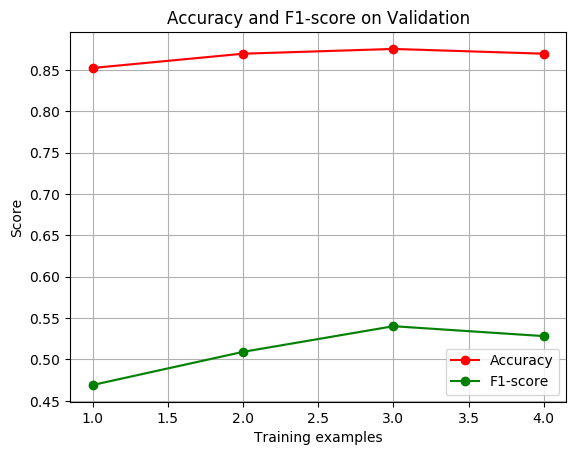 Accuracy and F1-score on Validation
Score
0.85
0.80
0.75
0.70
0.65
0.60
0.55
0.50
0.45
Accuracy
F1-score
1.0 1.5 2.0 2.5 3.0 3.5 4.0
Training examples